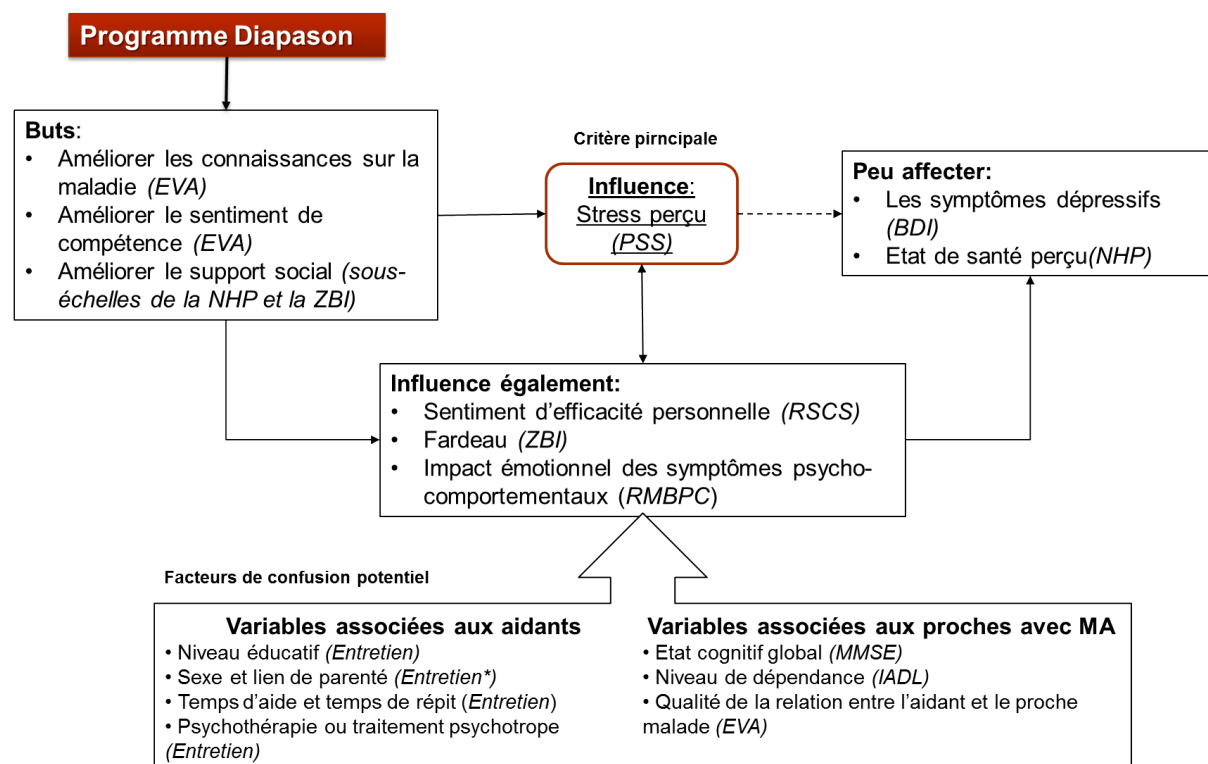 Programme Diapason
Buts:
• Améliorer les connaissances sur la
maladie (EVA)
• Améliorer le sentiment de
compétence (EVA)
• Améliorer le support social (sous-
échelles de la NHP et la ZBI)
Critère pirncipale
Influence:
Stress perçu
(PSS)
Peu affecter:
• Les symptômes dépressifs
(BDI)
• Etat de santé perçu(NHP)
Influence également:
• Sentiment d'efficacité personnelle (RSCS)
• Fardeau (ZBI)
• Impact émotionnel des symptômes psycho-
comportementaux (RMBPC)
Facteurs de confusion potentiel
Variables associées aux aidants
• Niveau éducatif (Entretien)
• Sexe et lien de parenté (Entretien*)
• Temps d'aide et temps de répit (Entretien)
• Psychothérapie ou traitement psychotrope
(Entretien)
Variables associées aux proches avec MA
• Etat cognitif global (MMSE)
• Niveau de dépendance (IADL)
• Qualité de la relation entre l'aidant et le proche
malade (EVA)